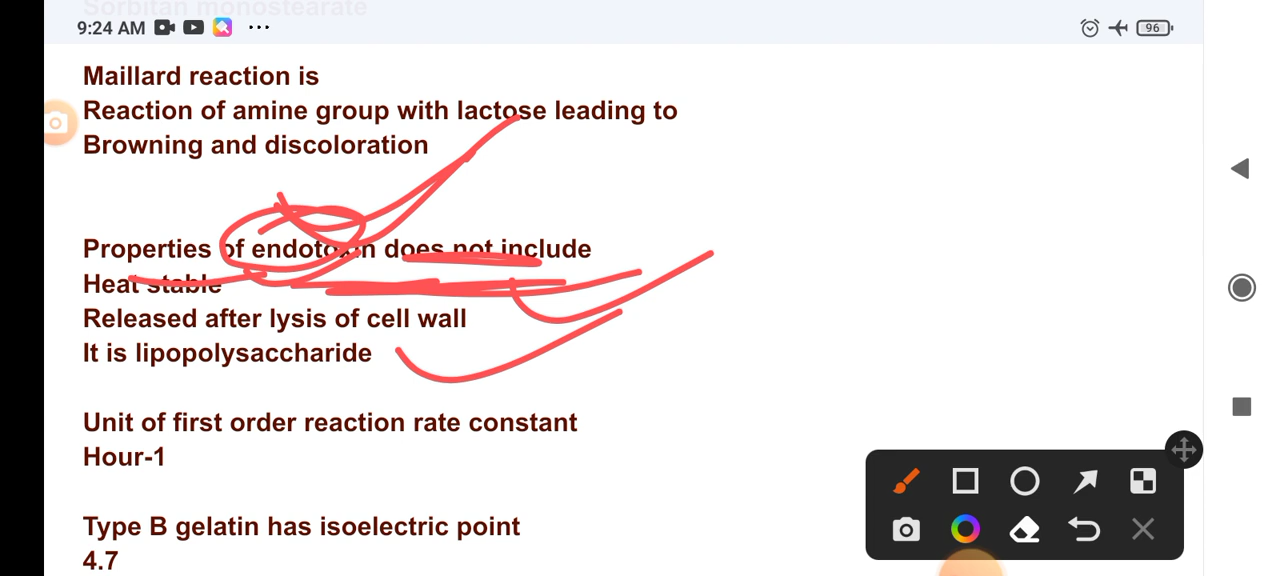 Sorbitan monostearate
9:24 AM
96
Maillard reaction is
Reaction of amine group with lactose leading to
Browning and discoloration
Properties of endotoxin does not include
Heat stable
Released after lysis of cell wall
It is lipopolysaccharide
Unit of first order reaction rate constant
Hour-1
Type B gelatin has isoelectric point
4.7